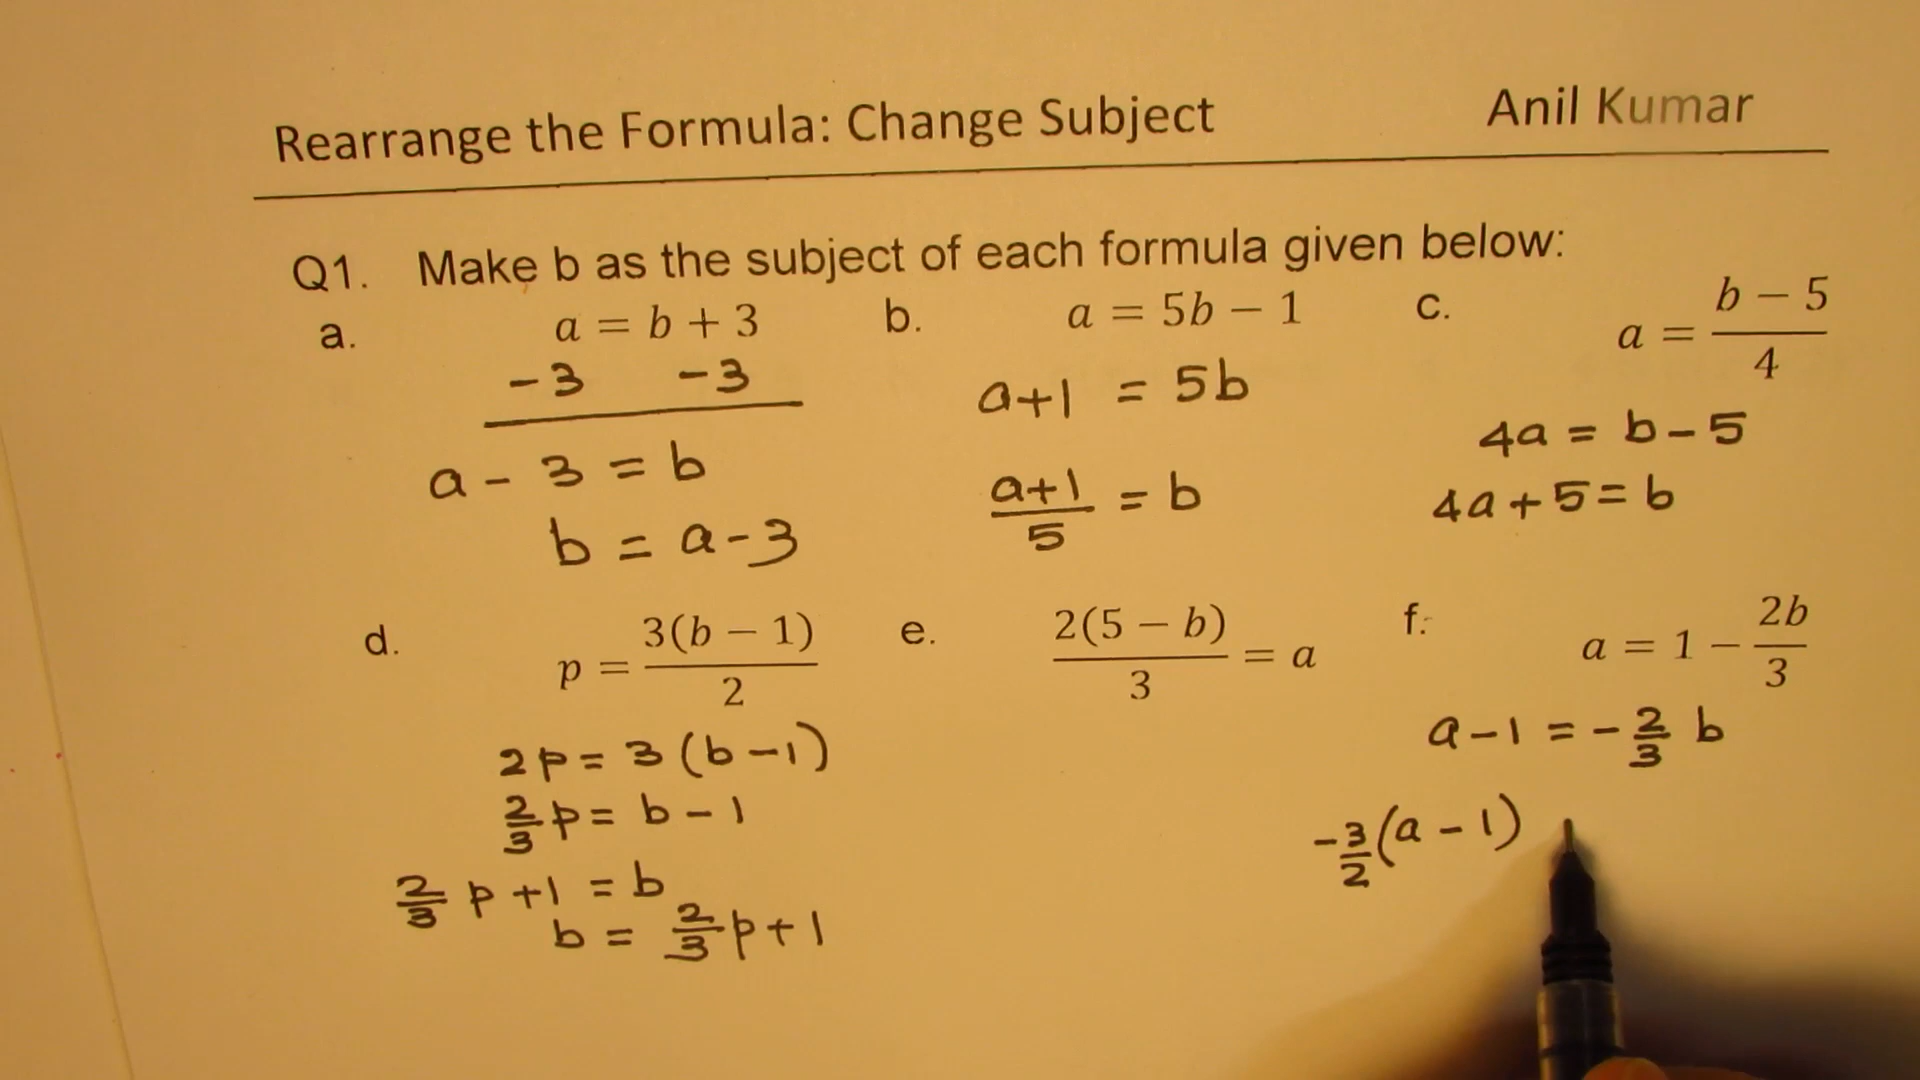 Rearrange the Formula: Change Subject Anil Kumar
Q1. Make b as the subject of each formula given below:
a. a = b + 3
-3 -3
a - 3 = b
b = a - 3
b. a = 5b − 1
a+1 = 5b
a+1/5 = b
c. a = b − 5/4
4a = b - 5
4a + 5 = b
d. p = 3(b − 1)/2
2p = 3(b - 1)
2/3 p = b - 1
2/3 p + 1 = b
b = 2/3 p + 1
e. 2(5 − b)/3 = a
f. a = 1 − 2b/3
a - 1 = - 2/3 b
-3/2 (a - 1)